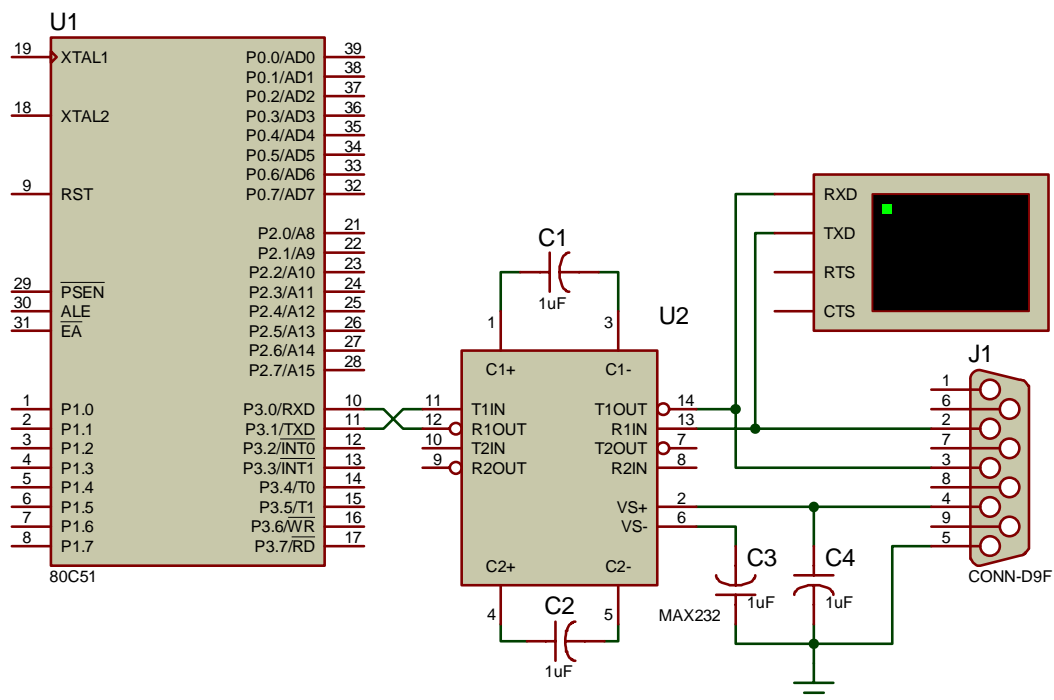 U1
19 XTAL1
18 XTAL2
9 RST
29 PSEN
30 ALE
31 EA
1 P1.0
2 P1.1
3 P1.2
4 P1.3
5 P1.4
6 P1.5
7 P1.6
8 P1.7
P0.0/AD0 39
P0.1/AD1 38
P0.2/AD2 37
P0.3/AD3 36
P0.4/AD4 35
P0.5/AD5 34
P0.6/AD6 33
P0.7/AD7 32
P2.0/A8 21
P2.1/A9 22
P2.2/A10 23
P2.3/A11 24
P2.4/A12 25
P2.5/A13 26
P2.6/A14 27
P2.7/A15 28
P3.0/RXD 10
P3.1/TXD 11
P3.2/INT0 12
P3.3/INT1 13
P3.4/T0 14
P3.5/T1 15
P3.6/WR 16
P3.7/RD 17
80C51
C1
1uF
U2
1 3
C1+ C1-
11 T1IN
12 R1OUT
10 T2IN
9 R2OUT
T1OUT 14
R1IN 13
T2OUT 7
R2IN 8
VS+ 2
VS- 6
C2+ C2-
4 5
MAX232
C2
1uF
C3
1uF
C4
1uF
RXD
TXD
RTS
CTS
J1
1
6
2
7
3
8
4
9
5
CONN-D9F